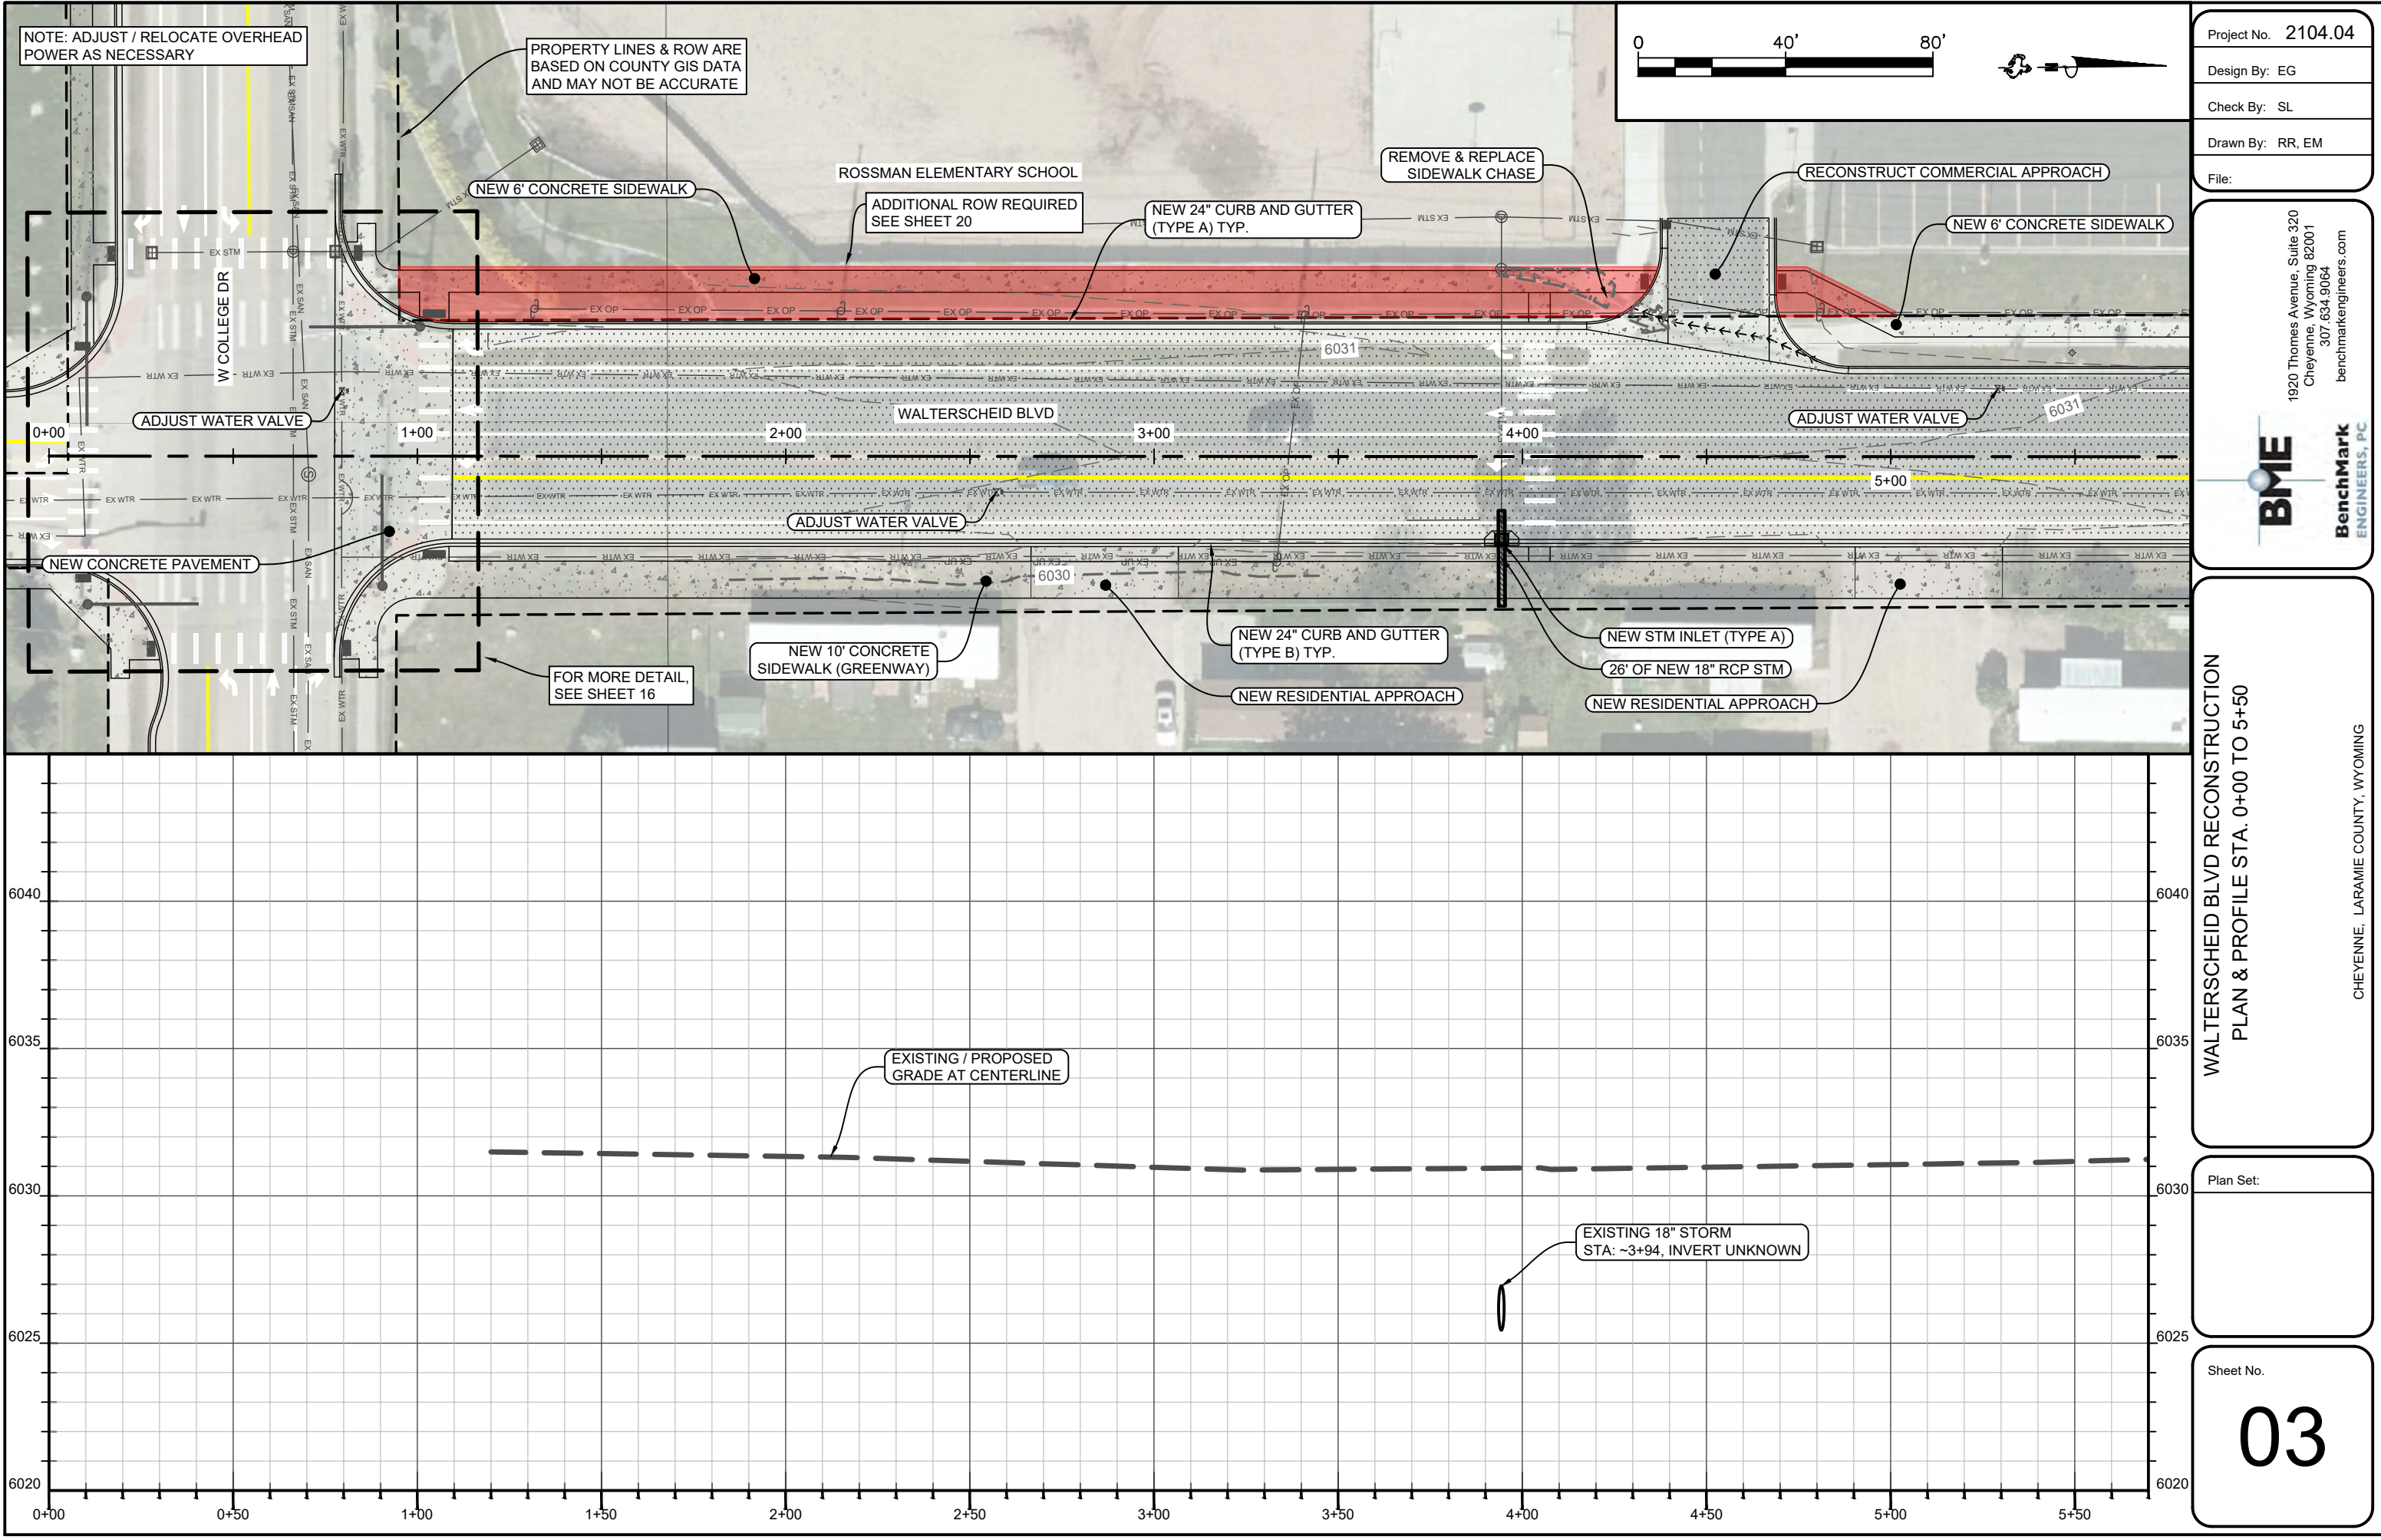 NOTE: ADJUST / RELOCATE OVERHEAD
POWER AS NECESSARY
PROPERTY LINES & ROW ARE
BASED ON COUNTY GIS DATA
AND MAY NOT BE ACCURATE
0
40'
80'
ROSSMAN ELEMENTARY SCHOOL
NEW 6' CONCRETE SIDEWALK
ADDITIONAL ROW REQUIRED
SEE SHEET 20
NEW 24" CURB AND GUTTER
(TYPE A) TYP.
REMOVE & REPLACE
SIDEWALK CHASE
RECONSTRUCT COMMERCIAL APPROACH
NEW 6' CONCRETE SIDEWALK
W COLLEGE DR
EX STM
EX SAN
EX WTR
EX OP
6031
ADJUST WATER VALVE
WALTERSCHEID BLVD
ADJUST WATER VALVE
6031
0+00
1+00
2+00
3+00
4+00
5+00
ADJUST WATER VALVE
NEW CONCRETE PAVEMENT
6030
NEW 10' CONCRETE
SIDEWALK (GREENWAY)
FOR MORE DETAIL,
SEE SHEET 16
NEW 24" CURB AND GUTTER
(TYPE B) TYP.
NEW RESIDENTIAL APPROACH
NEW STM INLET (TYPE A)
26' OF NEW 18" RCP STM
NEW RESIDENTIAL APPROACH
6040
6040
6035
6035
EXISTING / PROPOSED
GRADE AT CENTERLINE
6030
6030
EXISTING 18" STORM
STA: ~3+94, INVERT UNKNOWN
6025
6025
6020
6020
0+00
0+50
1+00
1+50
2+00
2+50
3+00
3+50
4+00
4+50
5+00
5+50
Project No. 2104.04
Design By: EG
Check By: SL
Drawn By: RR, EM
File:
1920 Thomes Avenue, Suite 320
Cheyenne, Wyoming 82001
307.634.9064
benchmarkengineers.com
BME
BenchMark
ENGINEERS, PC
WALTERSCHEID BLVD RECONSTRUCTION
PLAN & PROFILE STA. 0+00 TO 5+50
CHEYENNE, LARAMIE COUNTY, WYOMING
Plan Set:
Sheet No.
03